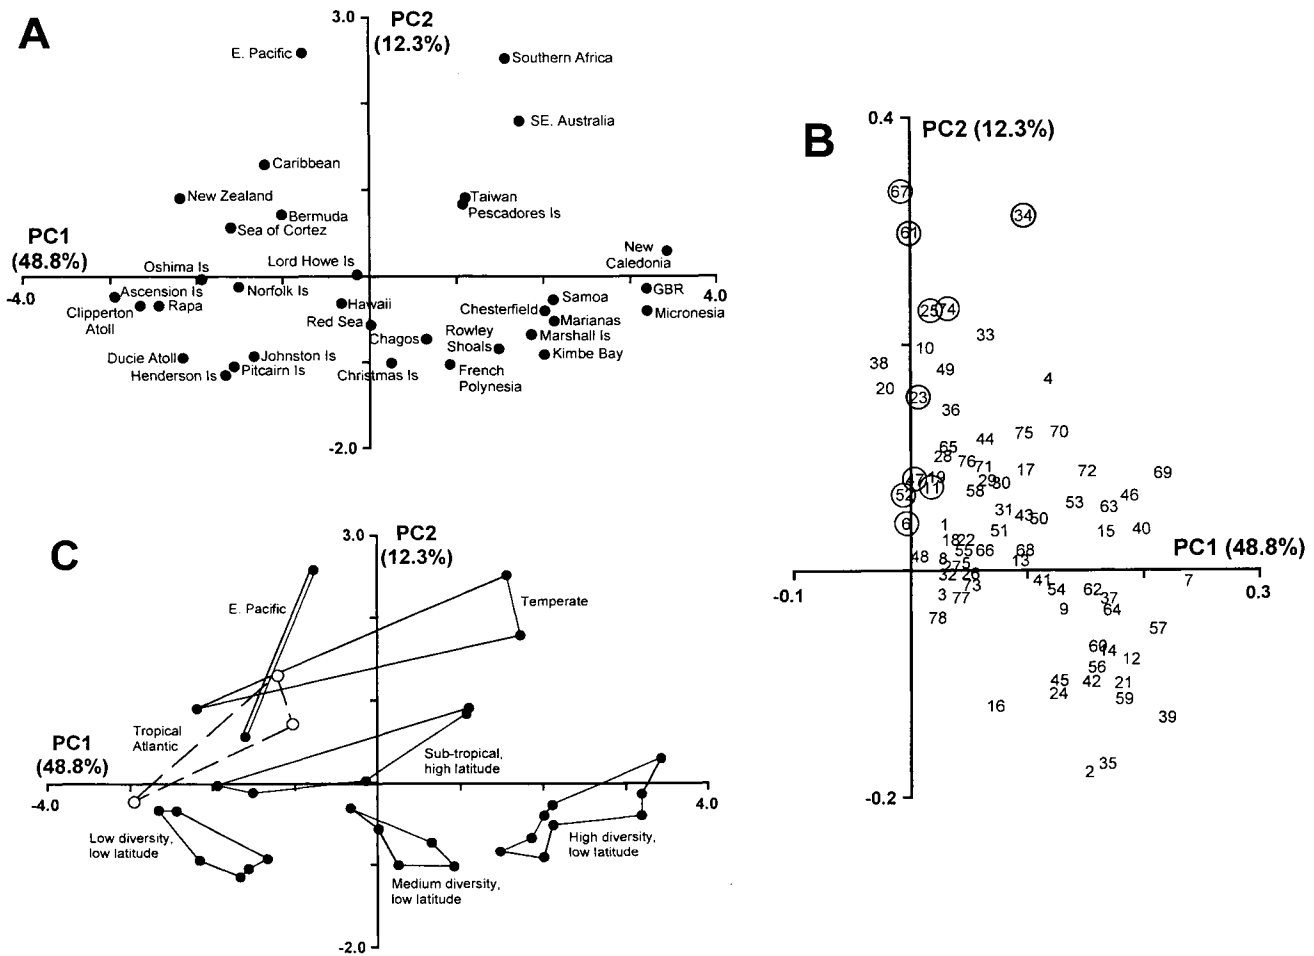 A
3.0
PC2
(12.3%)
E. Pacific
Southern Africa
SE. Australia
Caribbean
New Zealand
Taiwan
Bermuda
Pescadores Is
Sea of Cortez
PC1
(48.8%)
New
Caledonia
Lord Howe Is
Oshima Is
-4.0
4.0
Ascension Is
Norfolk Is
GBR
Samoa
Clipperton
Atoll
Rapa
Hawaii
Chesterfield
Micronesia
Red Sea
Marianas
Chagos
Rowley
Shoals
Marshall Is
Ducie Atoll
Johnston Is
Kimbe Bay
Henderson Is
Pitcairn Is
Christmas Is
French
Polynesia
-2.0
B
0.4
PC2 (12.3%)
67
34
61
25
74
33
10
38
49
4
20
23
36
75
70
44
65
28
76
71
17
72
69
47
19
29
30
11
58
52
46
53
63
31
43
50
6
1
51
15
40
18
22
PC1 (48.8%)
48
8
55
66
68
13
27
5
32
26
41
7
-0.1
0.3
73
54
62
3
77
37
9
64
78
57
60
14
12
56
45
42
21
24
59
16
39
35
2
-0.2
C
3.0
PC2
(12.3%)
E. Pacific
Temperate
Tropical
Atlantic
PC1
(48.8%)
Sub-tropical,
high latitude
-4.0
4.0
Low diversity,
low latitude
High diversity,
low latitude
Medium diversity,
low latitude
-2.0